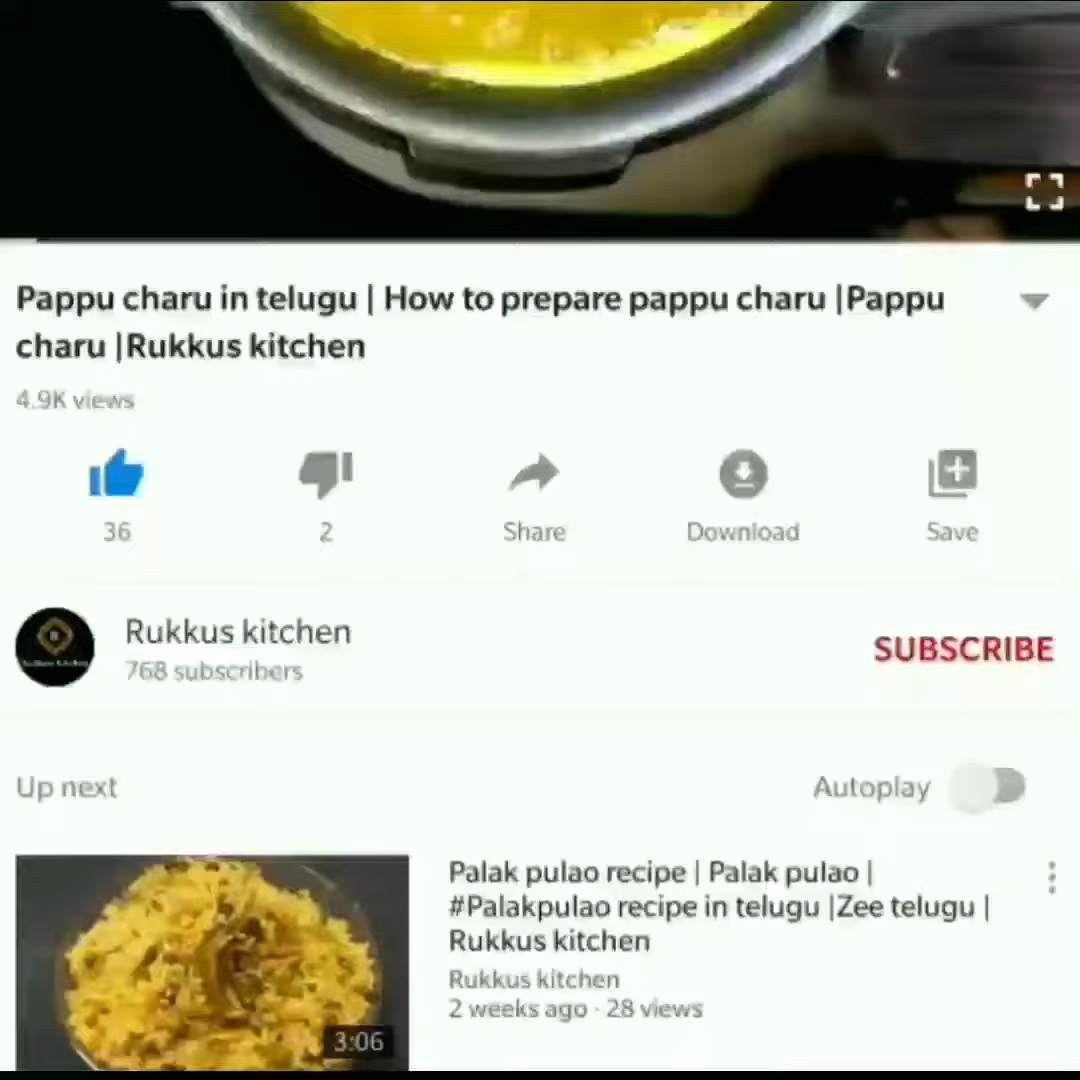 Pappu charu in telugu | How to prepare pappu charu |Pappu
charu |Rukkus kitchen
4.9K views
36
2
Share
Download
Save
Rukkus kitchen
768 subscribers
SUBSCRIBE
Up next
Autoplay
Palak pulao recipe | Palak pulao |
#Palakpulao recipe in telugu |Zee telugu |
Rukkus kitchen
Rukkus kitchen
2 weeks ago · 28 views
3:06